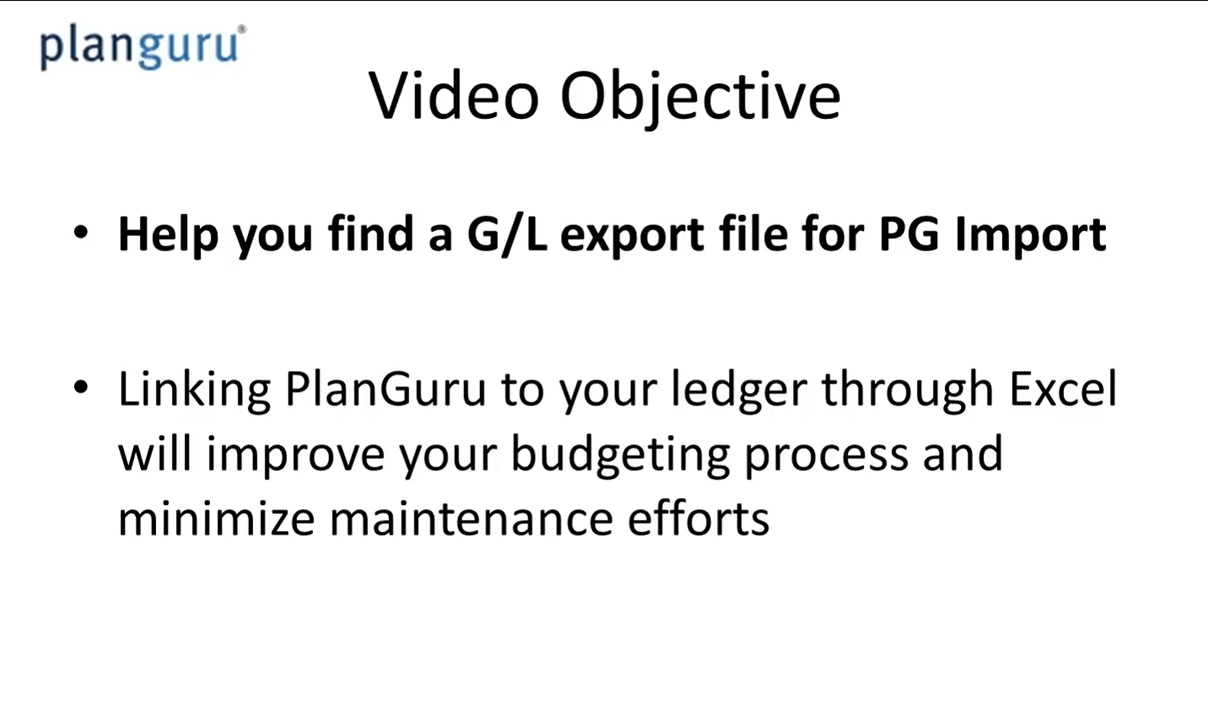 planguru®
Video Objective
• Help you find a G/L export file for PG Import
• Linking PlanGuru to your ledger through Excel
will improve your budgeting process and
minimize maintenance efforts